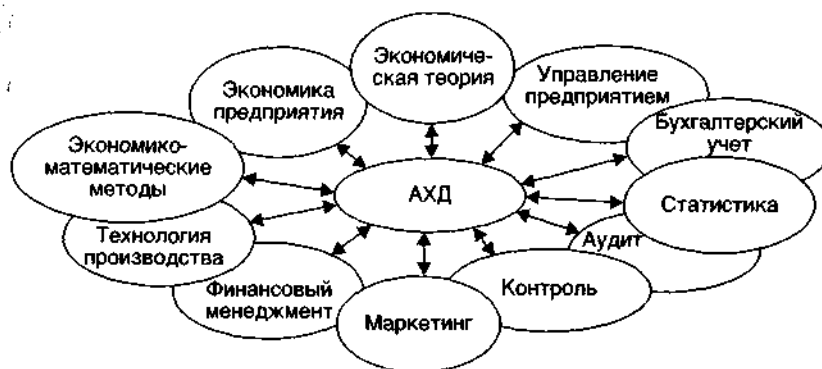 Экономиче-
ская теория
Экономика
предприятия
Управление
предприятием
Бухгалтерский
учет
Экономико-
математические
методы
АХД
Статистика
Технология
производства
Аудит
Финансовый
менеджмент
Контроль
Маркетинг